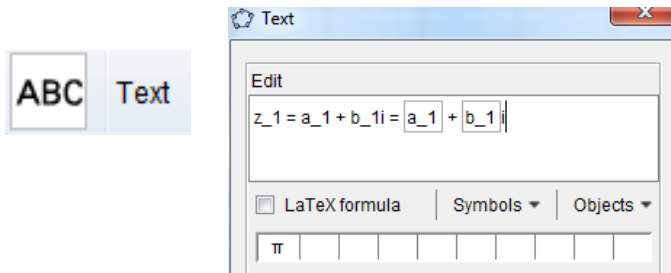 ABC Text
Text
Edit
z_1 = a_1 + b_1i = a_1 + b_1 i
LaTeX formula Symbols Objects
π